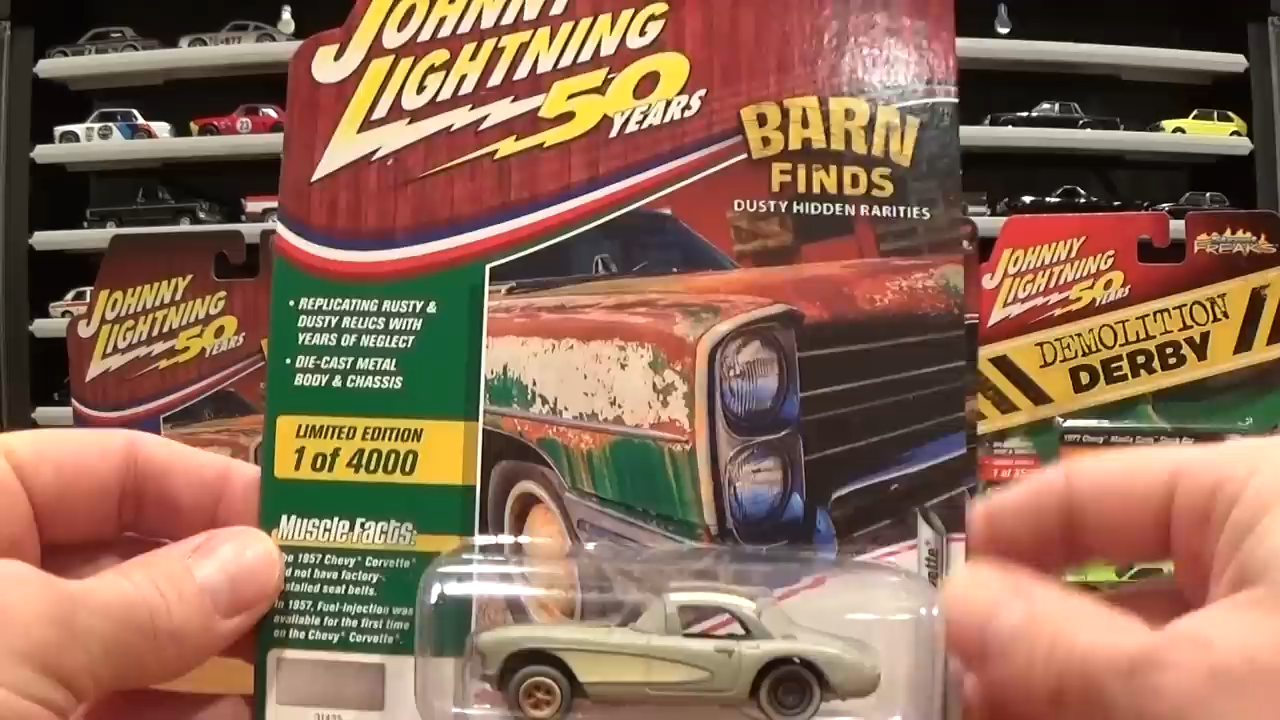 JOHNNY
LIGHTNING
50
YEARS
BARN
FINDS
DUSTY HIDDEN RARITIES
• REPLICATING RUSTY &
DUSTY RELICS WITH
YEARS OF NEGLECT
• DIE-CAST METAL
BODY & CHASSIS
LIMITED EDITION
1 of 4000
Muscle Facts:
1957 Chevy® Corvette®
not have factory-
seat belts.
In 1957, Fuel-Injection was
available for the first time
on the Chevy® Corvette®.
JOHNNY
LIGHTNING
50
YEARS
JOHNNY
LIGHTNING
50
YEARS
FREAKS
DEMOLITION
DERBY
23